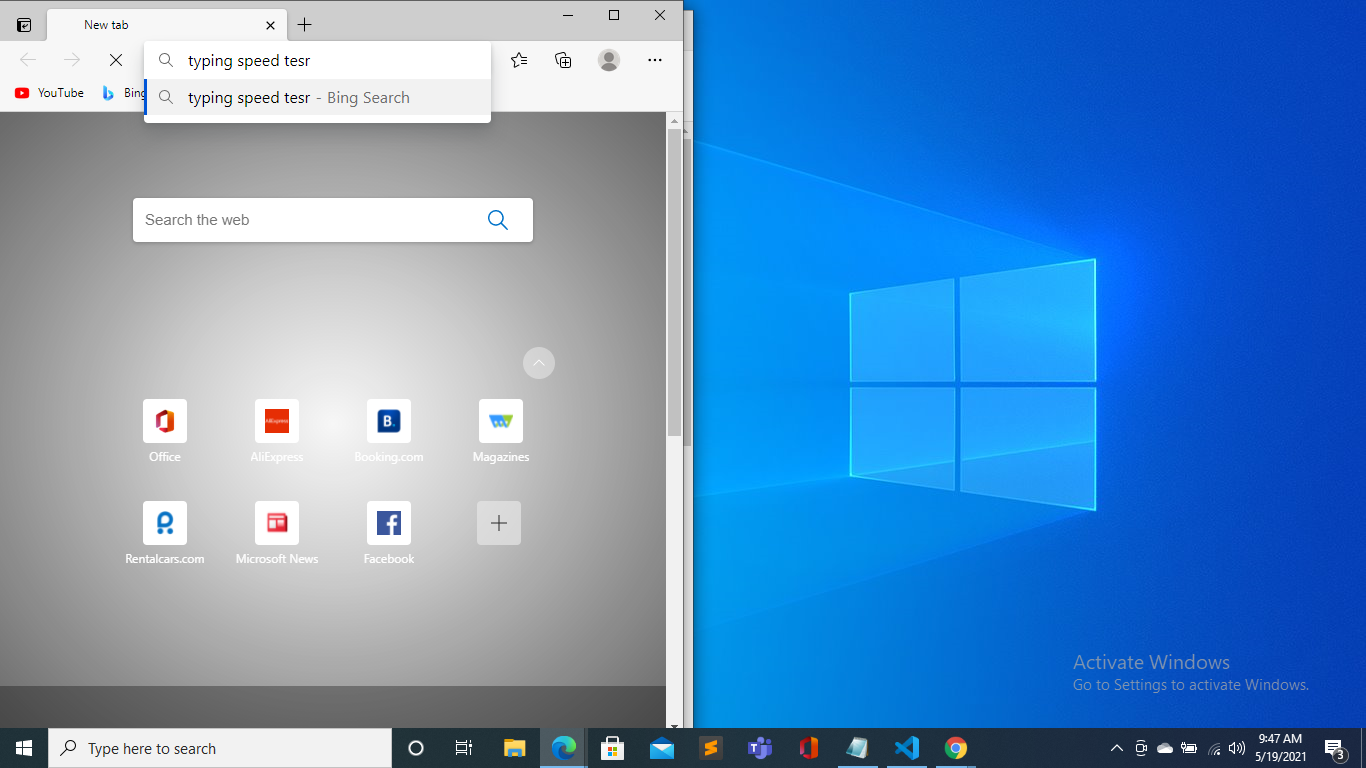 New tab
typing speed tesr
YouTube
Bing
typing speed tesr - Bing Search
Search the web
Office
AliExpress
Booking.com
Magazines
Rentalcars.com
Microsoft News
Facebook
Activate Windows
Go to Settings to activate Windows.
Type here to search
9:47 AM
5/19/2021
3